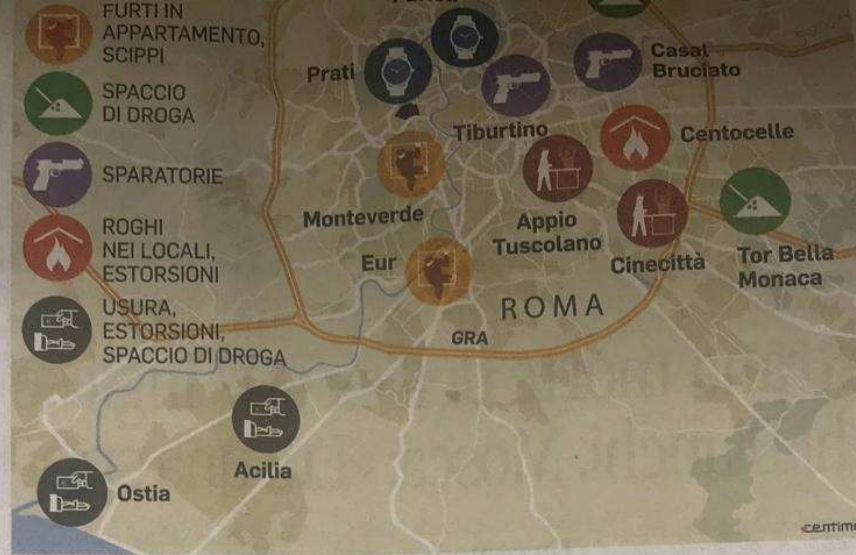 FURTI IN
APPARTAMENTO,
SCIPPI
SPACCIO
DI DROGA
SPARATORIE
ROGHI
NEI LOCALI,
ESTORSIONI
USURA,
ESTORSIONI,
SPACCIO DI DROGA
Prati
Casal
Bruciato
Tiburtino
Centocelle
Monteverde
Appio
Tuscolano
Eur
Cinecittà
Tor Bella
Monaca
ROMA
GRA
Acilia
Ostia